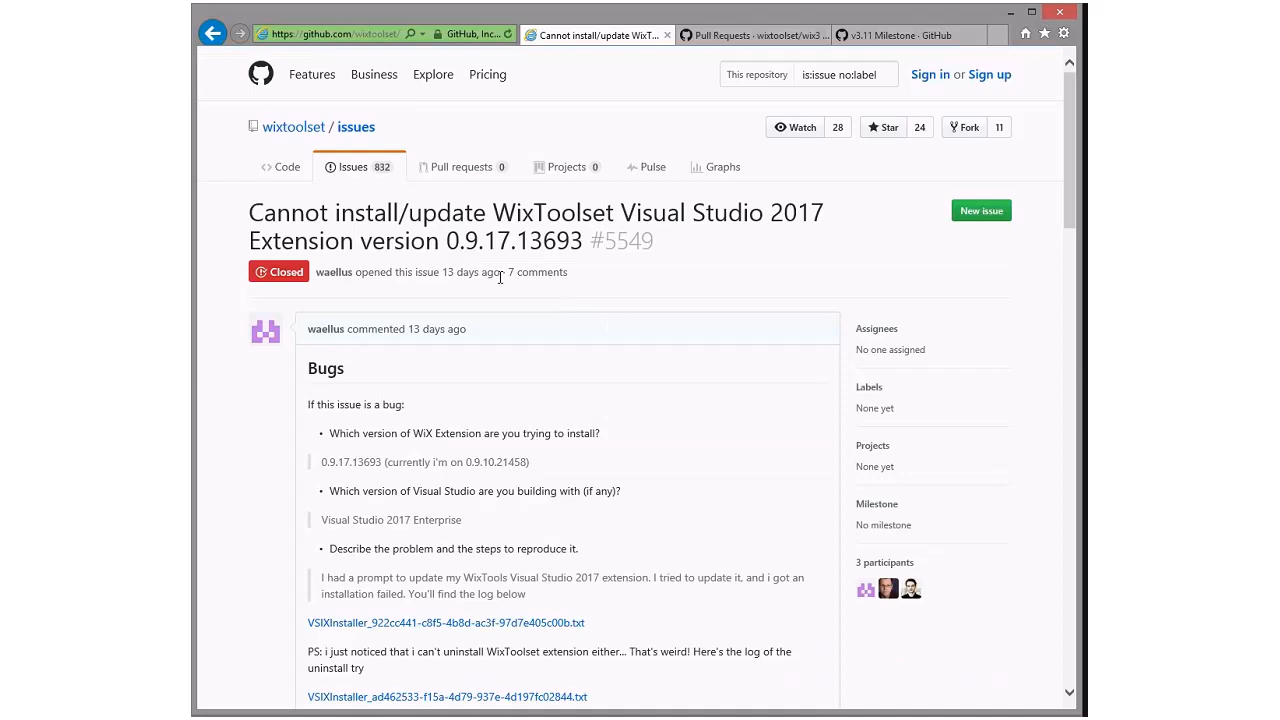 https://github.com/wixtoolset/ GitHub, Inc... Cannot install/update WixT... Pull Requests · wixtoolset/wix3 ... v3.11 Milestone · GitHub
Features Business Explore Pricing This repository is:issue no:label Sign in or Sign up
wixtoolset / issues Watch 28 Star 24 Fork 11
Code Issues 832 Pull requests 0 Projects 0 Pulse Graphs
Cannot install/update WixToolset Visual Studio 2017
Extension version 0.9.17.13693 #5549
New issue
Closed waellus opened this issue 13 days ago · 7 comments
waellus commented 13 days ago
Bugs
If this issue is a bug:
• Which version of WiX Extension are you trying to install?
0.9.17.13693 (currently i'm on 0.9.10.21458)
• Which version of Visual Studio are you building with (if any)?
Visual Studio 2017 Enterprise
• Describe the problem and the steps to reproduce it.
I had a prompt to update my WixTools Visual Studio 2017 extension. I tried to update it, and i got an
installation failed. You'll find the log below
VSIXInstaller_922cc441-c8f5-4b8d-ac3f-97d7e405c00b.txt
PS: i just noticed that i can't uninstall WixToolset extension either... That's weird! Here's the log of the
uninstall try
VSIXInstaller_ad462533-f15a-4d79-937e-4d197fc02844.txt
Assignees
No one assigned
Labels
None yet
Projects
None yet
Milestone
No milestone
3 participants